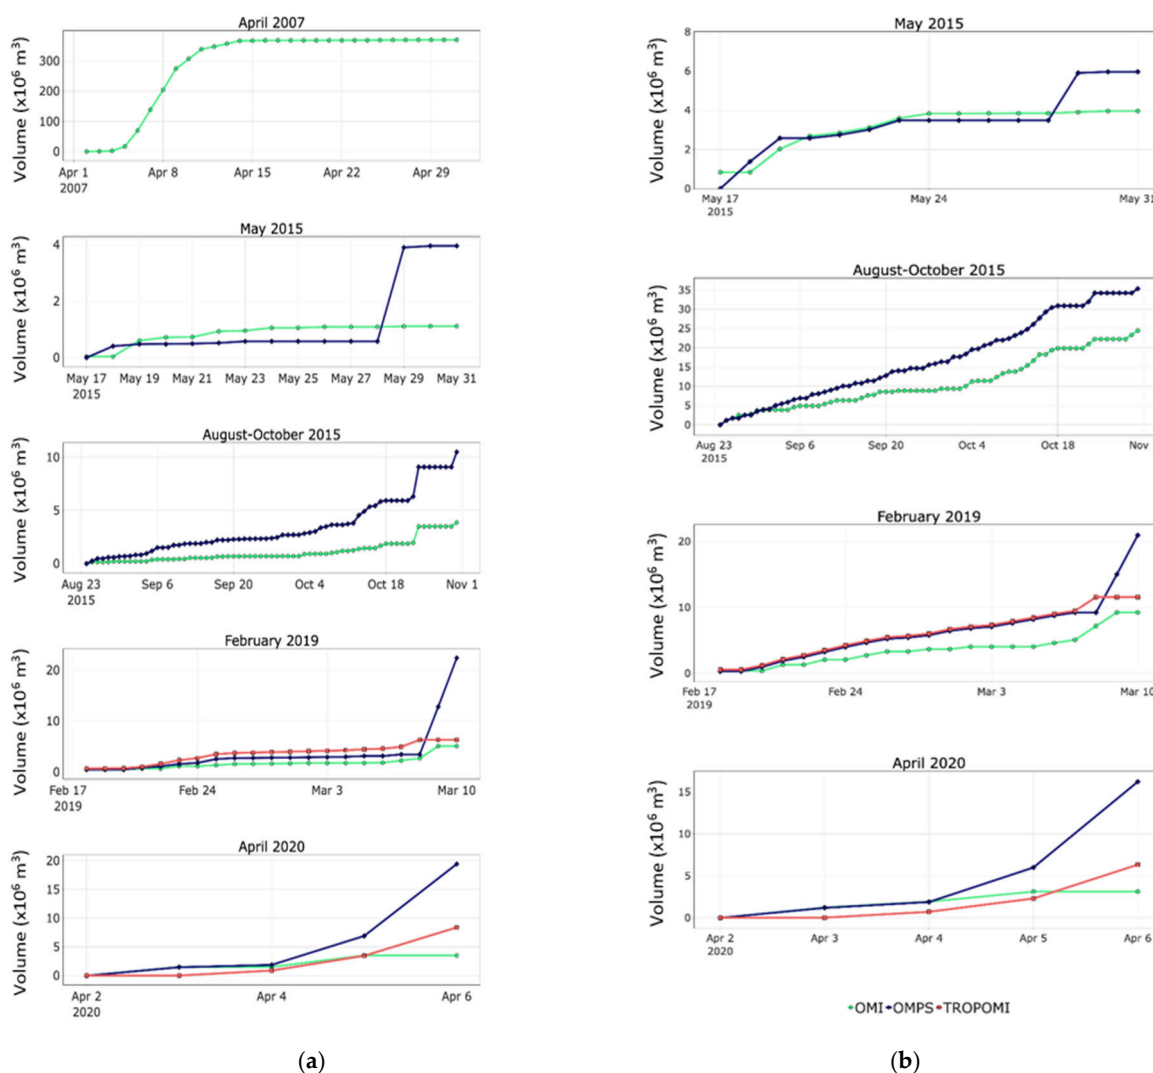 April 2007
Volume (x10⁶ m³)
300
200
100
0
Apr 1
2007
Apr 8
Apr 15
Apr 22
Apr 29
May 2015
Volume (x10⁶ m³)
4
2
0
May 17
2015
May 19
May 21
May 23
May 25
May 27
May 29
May 31
August-October 2015
Volume (x10⁶ m³)
10
5
0
Aug 23
2015
Sep 6
Sep 20
Oct 4
Oct 18
Nov 1
February 2019
Volume (x10⁶ m³)
20
10
0
Feb 17
2019
Feb 24
Mar 3
Mar 10
April 2020
Volume (x10⁶ m³)
20
15
10
5
0
Apr 2
2020
Apr 4
Apr 6
(a)
May 2015
Volume (x10⁶ m³)
8
6
4
2
0
May 17
2015
May 24
May 31
August-October 2015
Volume (x10⁶ m³)
35
30
25
20
15
10
5
0
Aug 23
2015
Sep 6
Sep 20
Oct 4
Oct 18
Nov
February 2019
Volume (x10⁶ m³)
20
10
0
Feb 17
2019
Feb 24
Mar 3
Mar 10
April 2020
Volume (x10⁶ m³)
15
10
5
0
Apr 2
2020
Apr 3
Apr 4
Apr 5
Apr 6
OMI OMPS TROPOMI
(b)